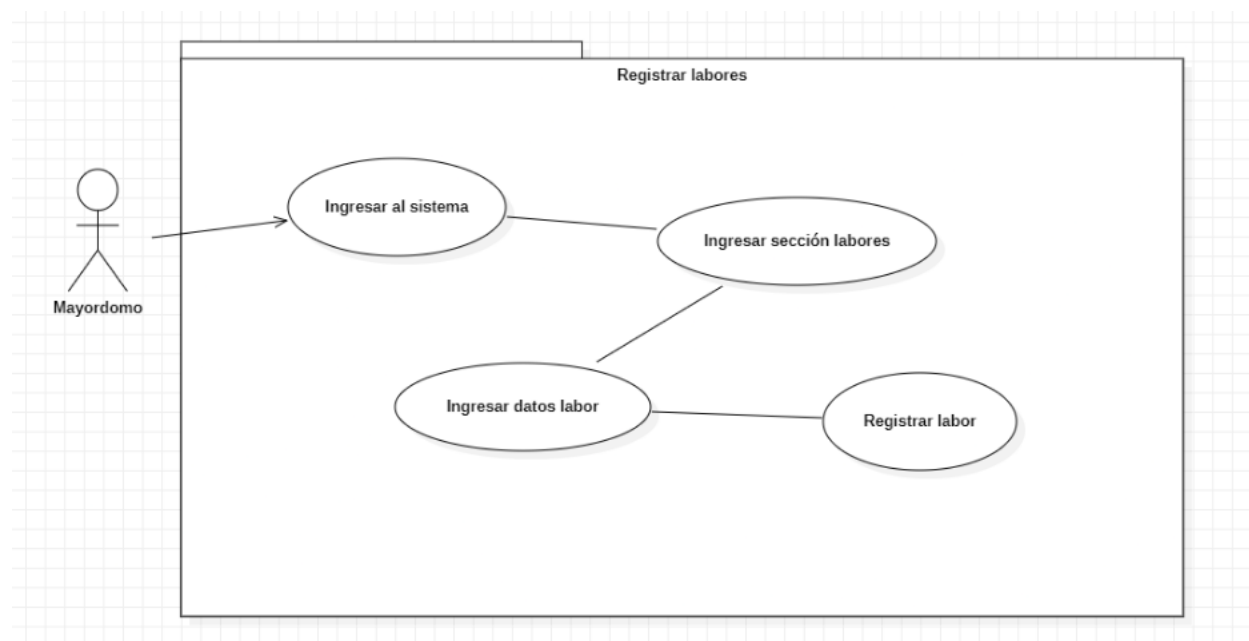 Registrar labores
Ingresar al sistema
Ingresar sección labores
Mayordomo
Ingresar datos labor
Registrar labor